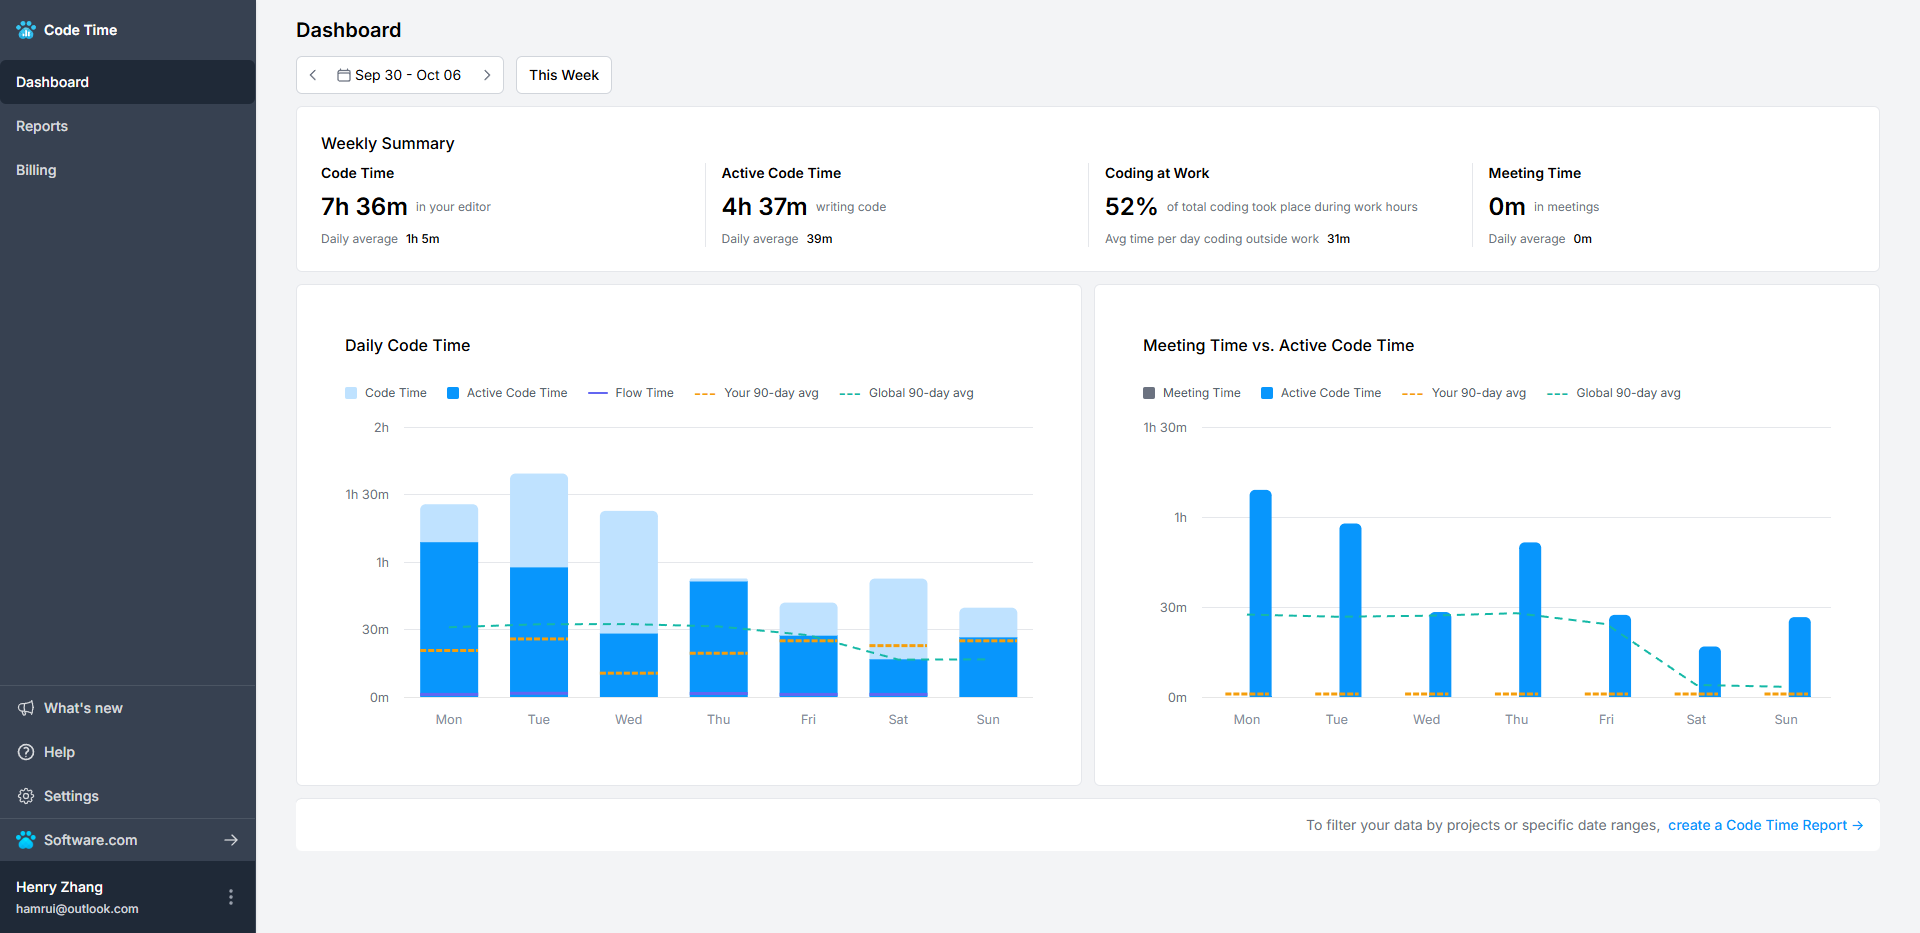 Code Time
Dashboard
Reports
Billing
What's new
Help
Settings
Software.com
Henry Zhang
hamrui@outlook.com
Dashboard
Sep 30 - Oct 06
This Week
Weekly Summary
Code Time
7h 36m in your editor
Daily average 1h 5m
Active Code Time
4h 37m writing code
Daily average 39m
Coding at Work
52% of total coding took place during work hours
Avg time per day coding outside work 31m
Meeting Time
0m in meetings
Daily average 0m
Daily Code Time
Code Time Active Code Time Flow Time Your 90-day avg Global 90-day avg
2h
1h 30m
1h
30m
0m
Mon Tue Wed Thu Fri Sat Sun
Meeting Time vs. Active Code Time
Meeting Time Active Code Time Your 90-day avg Global 90-day avg
1h 30m
1h
30m
0m
Mon Tue Wed Thu Fri Sat Sun
To filter your data by projects or specific date ranges, create a Code Time Report →